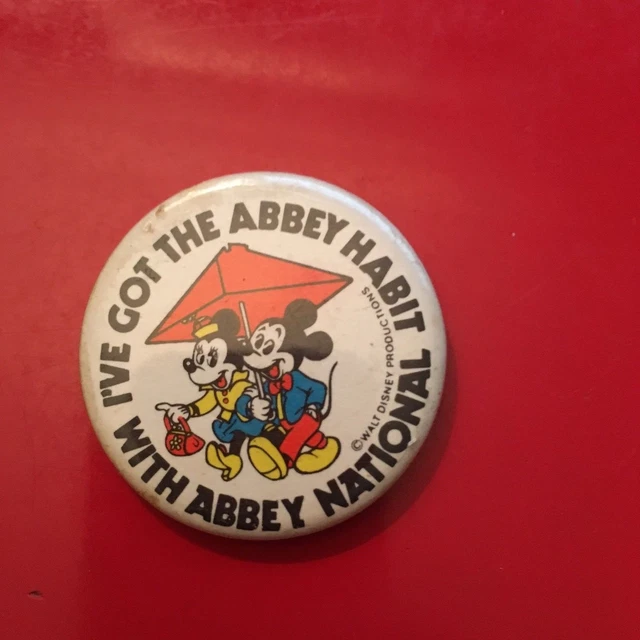 I'VE GOT THE ABBEY HABIT
WITH ABBEY NATIONAL
©WALT DISNEY PRODUCTIONS